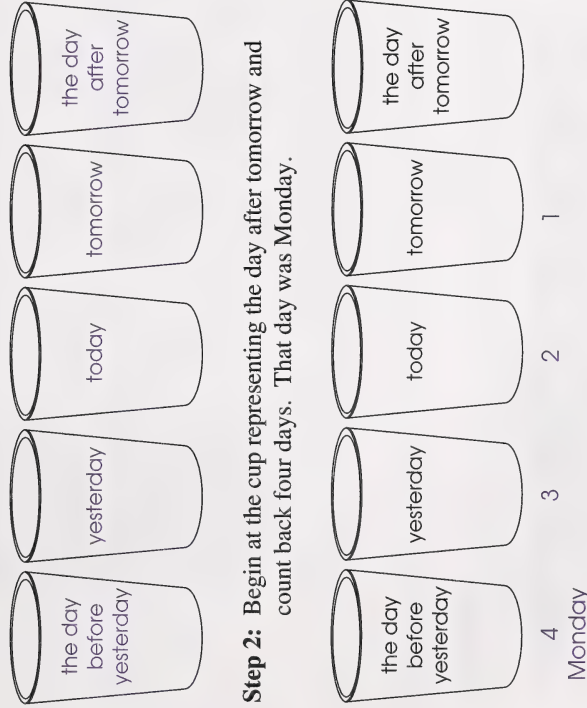 the day
before
yesterday
yesterday
today
tomorrow
the day
after
tomorrow
Step 2: Begin at the cup representing the day after tomorrow and
count back four days. That day was Monday.
the day
before
yesterday
yesterday
today
tomorrow
the day
after
tomorrow
4 3 2 1
Monday